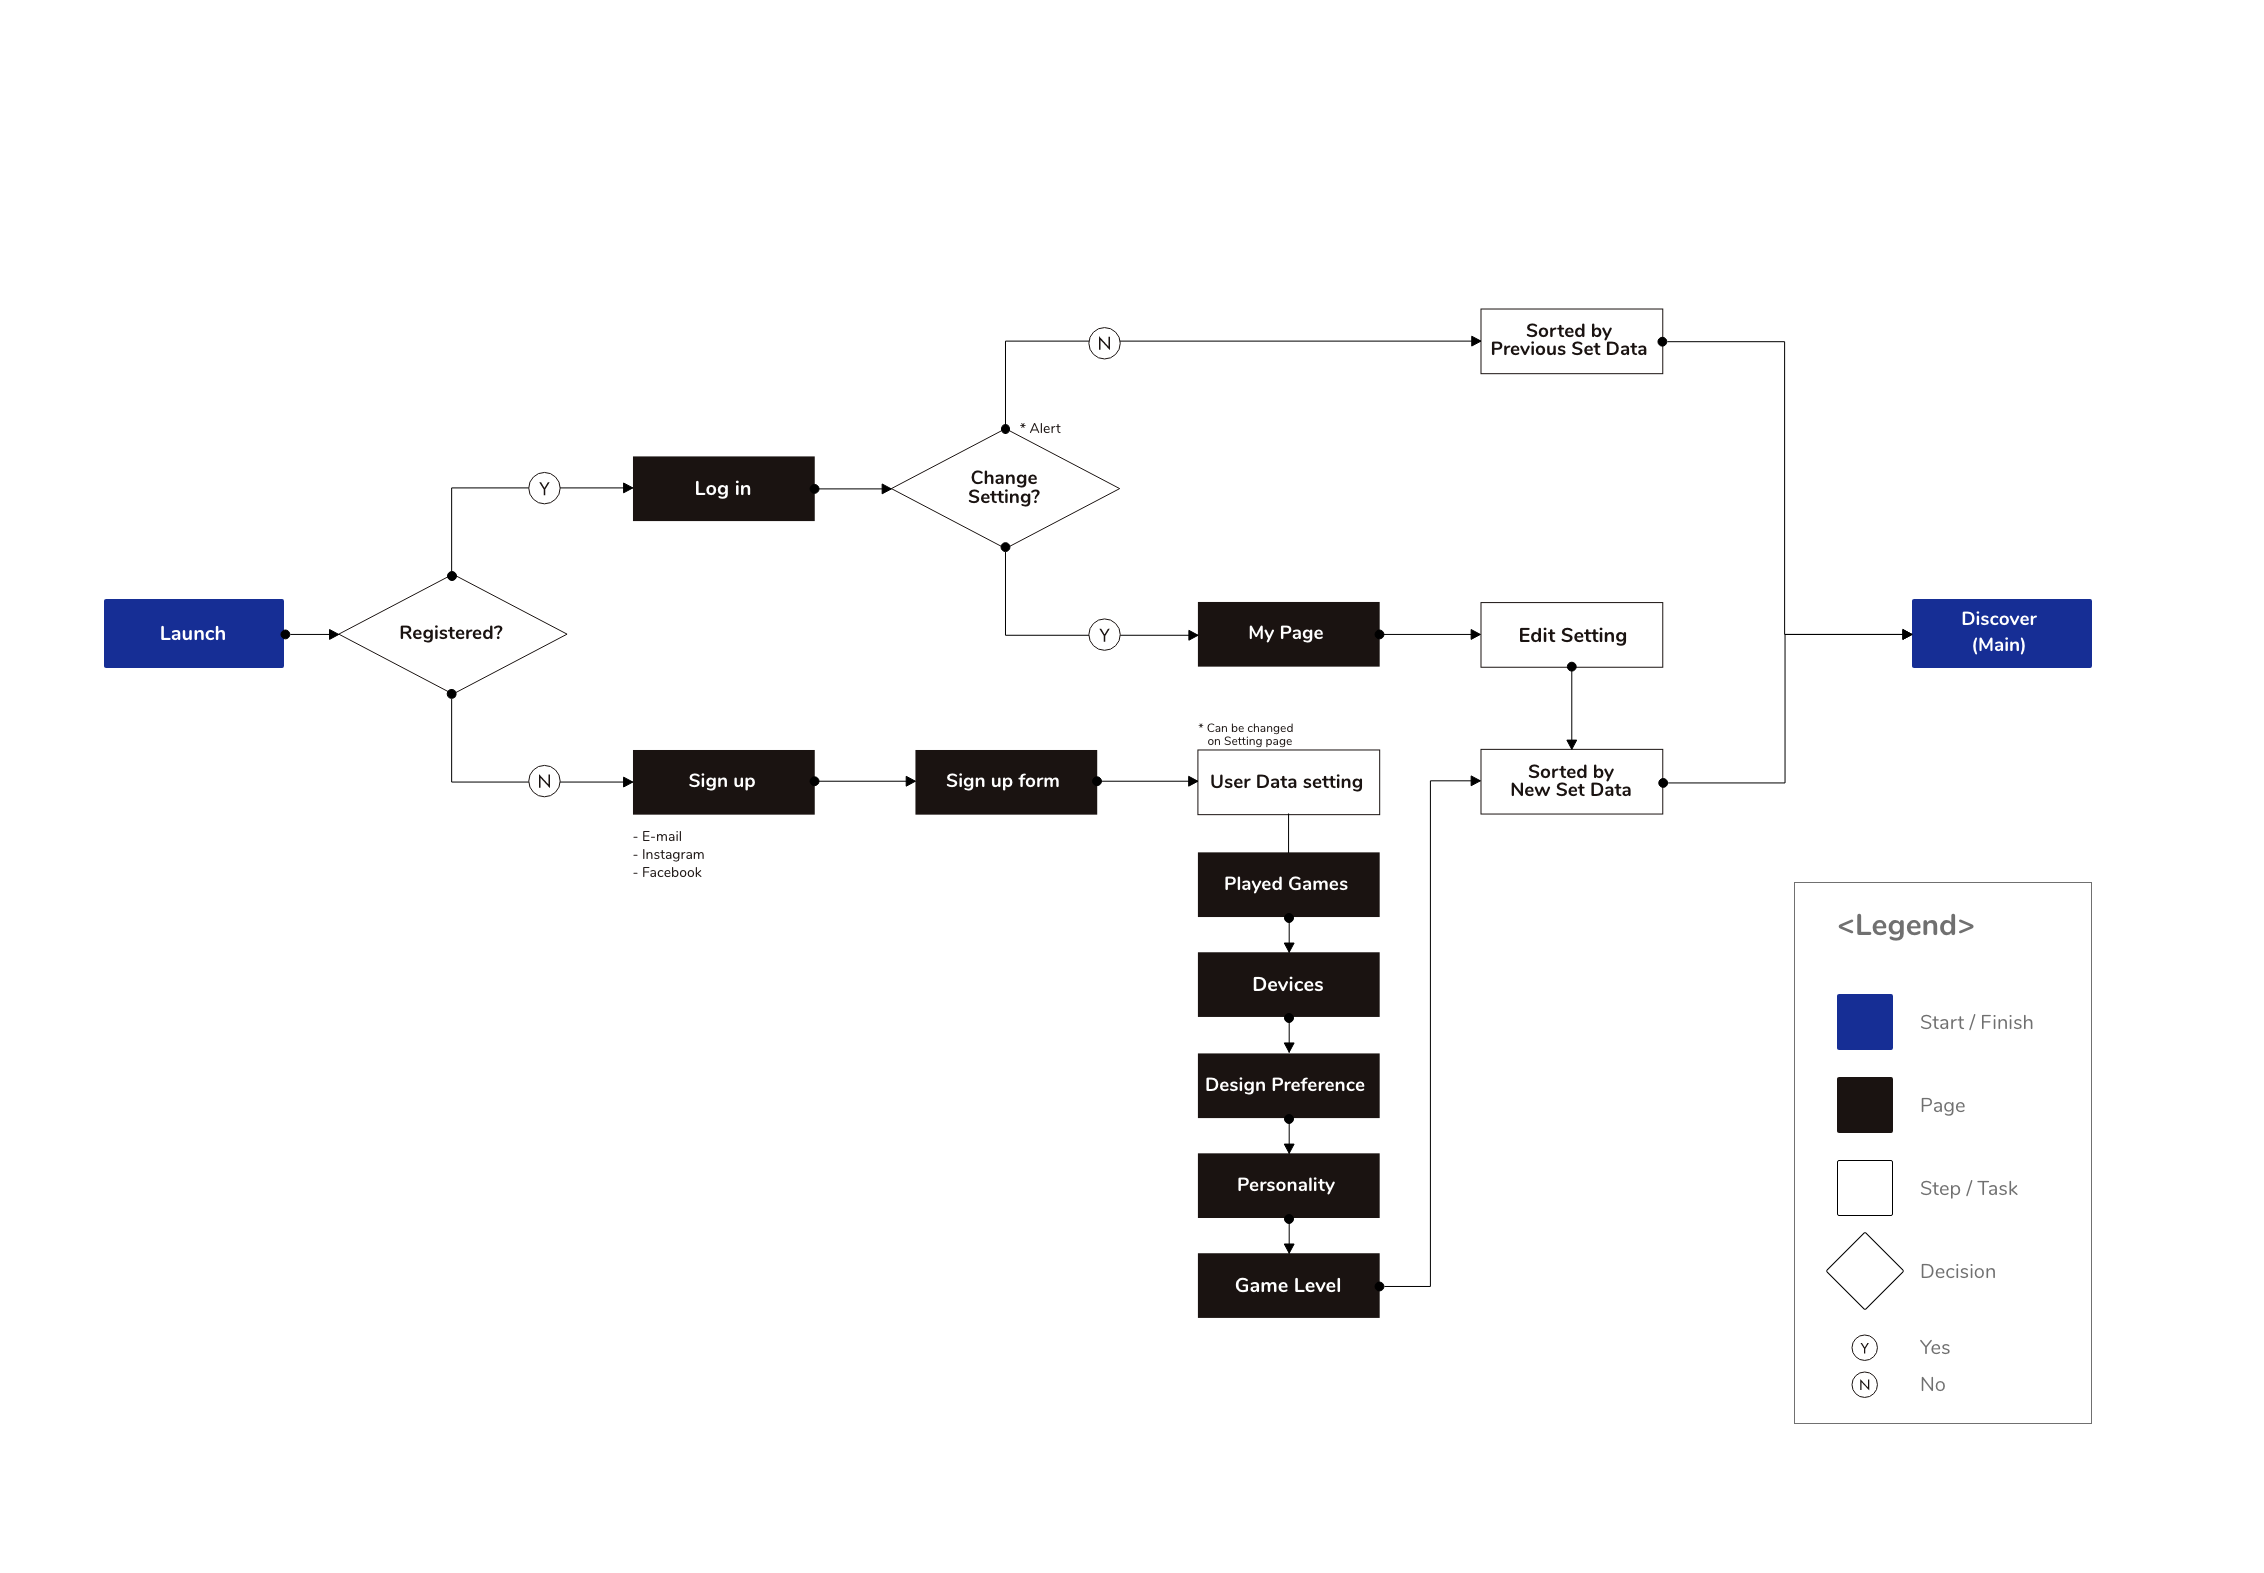 Sorted by
Previous Set Data
N
* Alert
Change
Setting?
Y
Log in
Launch
Registered?
Y
My Page
Edit Setting
Discover
(Main)
* Can be changed
on Setting page
N
Sign up
Sign up form
User Data setting
Sorted by
New Set Data
- E-mail
- Instagram
- Facebook
Played Games
Devices
Design Preference
Personality
Game Level
<Legend>
Start / Finish
Page
Step / Task
Decision
Y Yes
N No